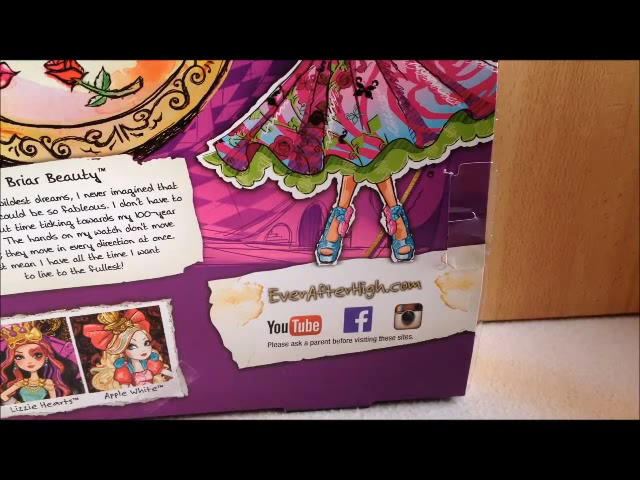 Briar Beauty™
wildest dreams, I never imagined that
could be so fableous. I don't have to
time ticking towards my 100-year
The hands on my watch don't move
they move in every direction at once.
mean I have all the time I want
to live to the fullest!
EverAfterHigh.com
YouTube f
Please ask a parent before visiting these sites.
Lizzie Hearts™ Apple White™